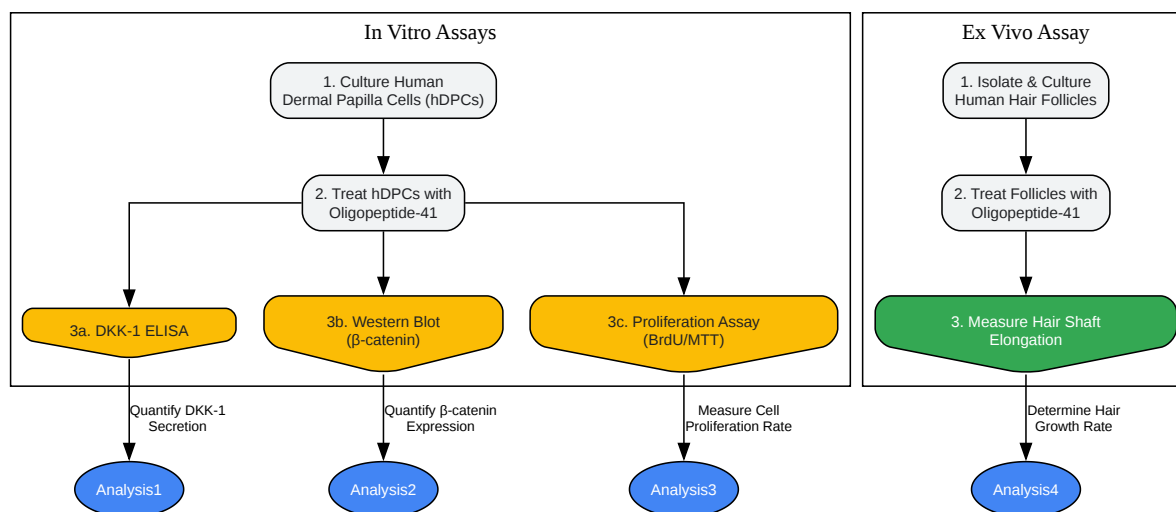 In Vitro Assays
1. Culture Human
Dermal Papilla Cells (hDPCs)
2. Treat hDPCs with
Oligopeptide-41
3a. DKK-1 ELISA
3b. Western Blot
(β-catenin)
3c. Proliferation Assay
(BrdU/MTT)
Quantify DKK-1
Secretion
Quantify β-catenin
Expression
Measure Cell
Proliferation Rate
Analysis1
Analysis2
Analysis3
Ex Vivo Assay
1. Isolate & Culture
Human Hair Follicles
2. Treat Follicles with
Oligopeptide-41
3. Measure Hair Shaft
Elongation
Determine Hair
Growth Rate
Analysis4